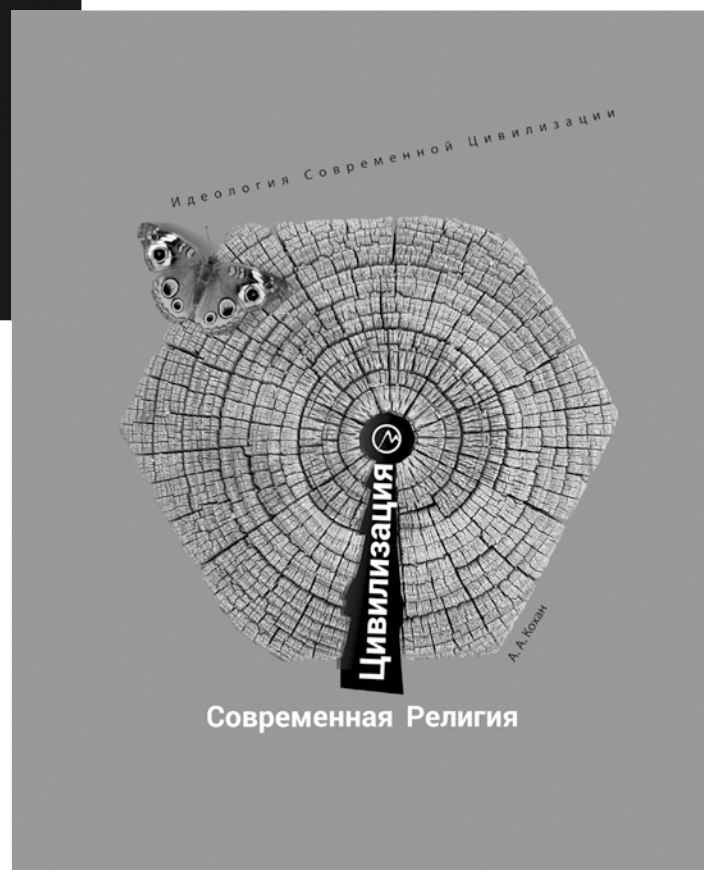 Идеология Современной Цивилизации
Цивилизация
А. А. Кохан
Современная Религия